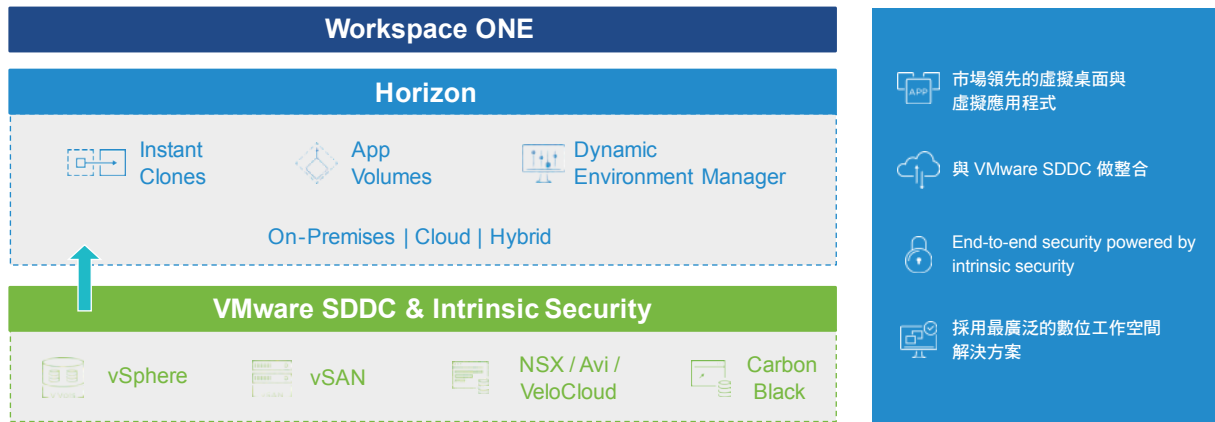 Workspace ONE
Horizon
Instant
Clones
App
Volumes
Dynamic
Environment Manager
On-Premises | Cloud | Hybrid
VMware SDDC & Intrinsic Security
vSphere
vSAN
NSX / Avi /
VeloCloud
Carbon
Black
APP
市場領先的虛擬桌面與
虛擬應用程式
與 VMware SDDC 做整合
End-to-end security powered by
intrinsic security
採用最廣泛的數位工作空間
解決方案